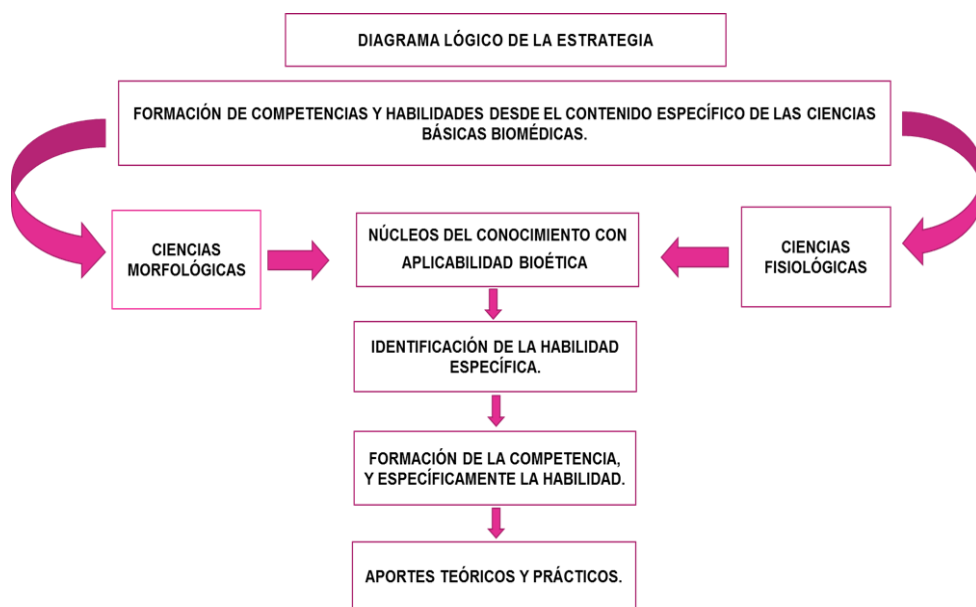 DIAGRAMA LÓGICO DE LA ESTRATEGIA
FORMACIÓN DE COMPETENCIAS Y HABILIDADES DESDE EL CONTENIDO ESPECÍFICO DE LAS CIENCIAS
BÁSICAS BIOMÉDICAS.
CIENCIAS
MORFOLÓGICAS
NÚCLEOS DEL CONOCIMIENTO CON
APLICABILIDAD BIOÉTICA
CIENCIAS
FISIOLÓGICAS
IDENTIFICACIÓN DE LA HABILIDAD
ESPECÍFICA.
FORMACIÓN DE LA COMPETENCIA,
Y ESPECÍFICAMENTE LA HABILIDAD.
APORTES TEÓRICOS Y PRÁCTICOS.